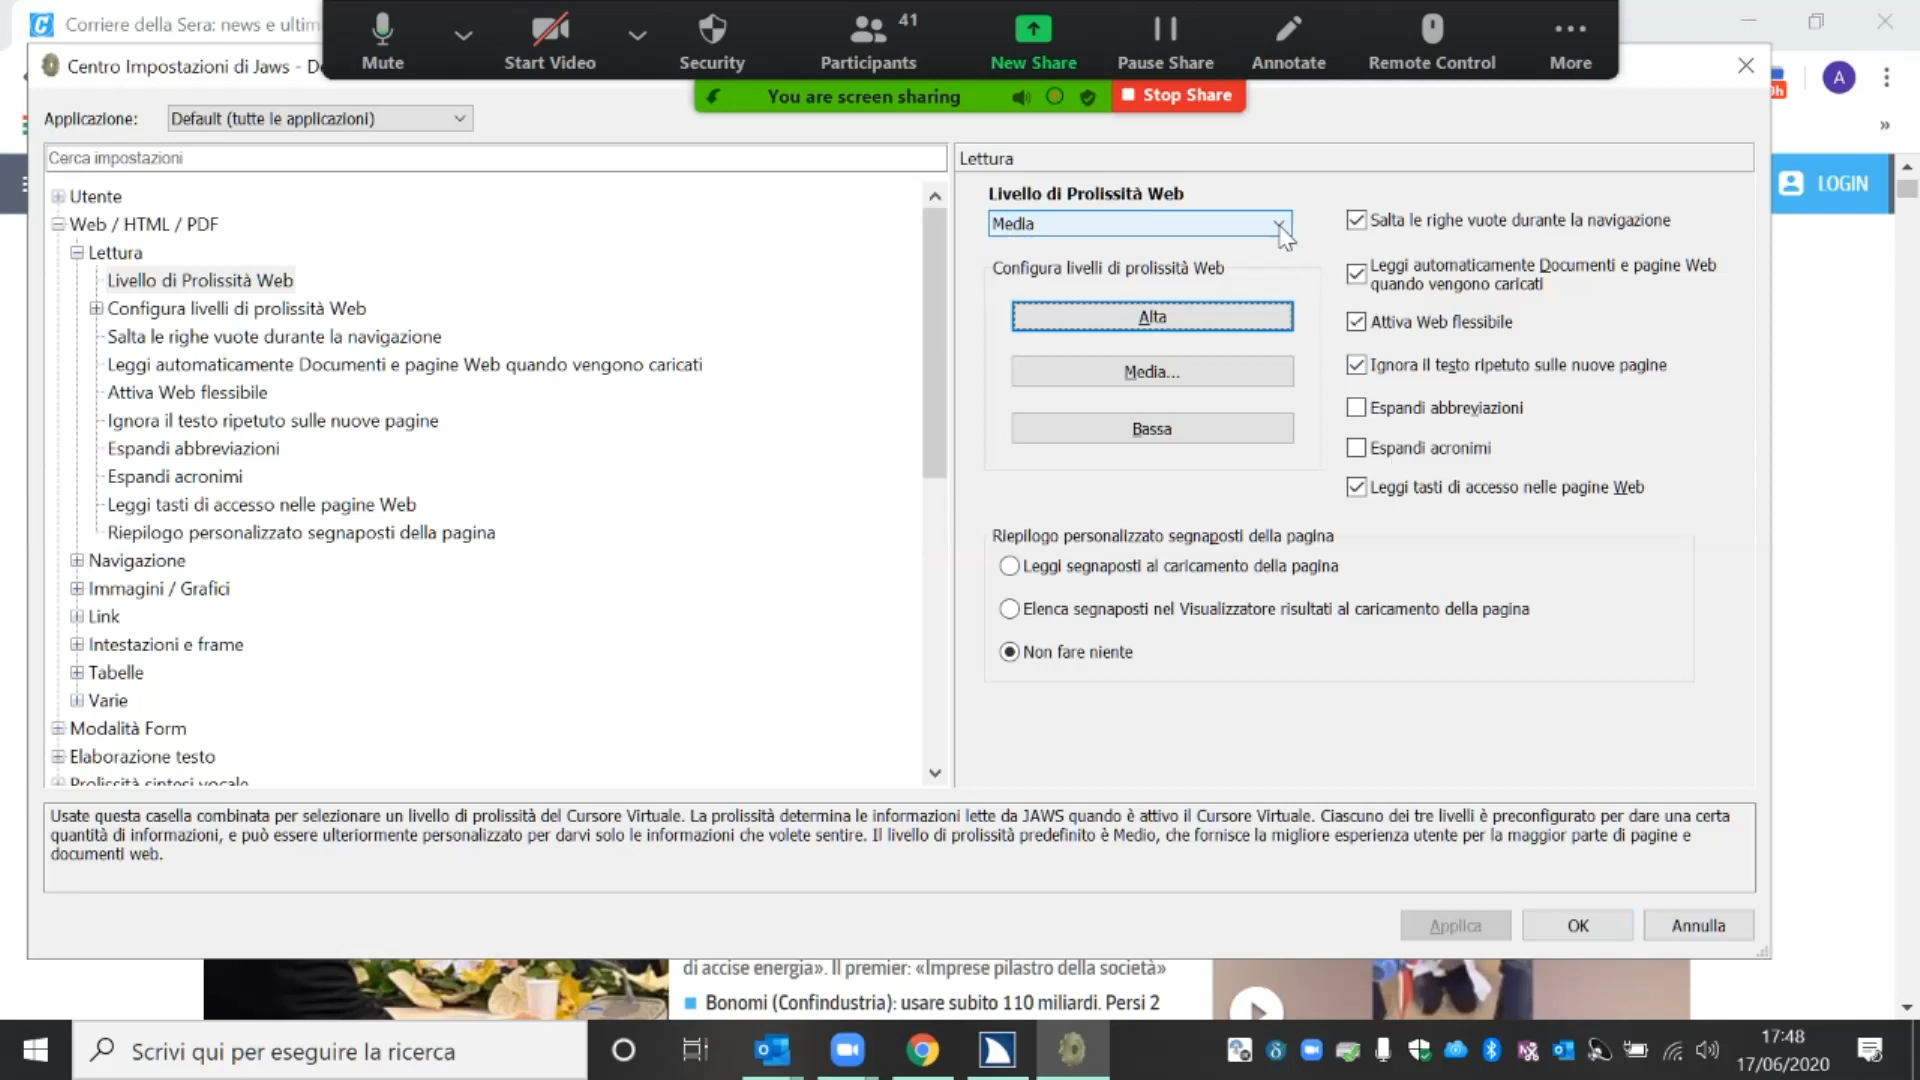 Corriere della Sera: news e ultim
Mute
Start Video
Security
41
Participants
New Share
Pause Share
Annotate
Remote Control
More
You are screen sharing
Stop Share
Centro Impostazioni di Jaws - De
A
Applicazione:
Default (tutte le applicazioni)
Cerca impostazioni
Utente
Web / HTML / PDF
Lettura
Livello di Prolissità Web
Configura livelli di prolissità Web
Salta le righe vuote durante la navigazione
Leggi automaticamente Documenti e pagine Web quando vengono caricati
Attiva Web flessibile
Ignora il testo ripetuto sulle nuove pagine
Espandi abbreviazioni
Espandi acronimi
Leggi tasti di accesso nelle pagine Web
Riepilogo personalizzato segnaposti della pagina
Navigazione
Immagini / Grafici
Link
Intestazioni e frame
Tabelle
Varie
Modalità Form
Elaborazione testo
Prolissità sintesi vocale
Lettura
Livello di Prolissità Web
Media
Configura livelli di prolissità Web
Alta
Media...
Bassa
Salta le righe vuote durante la navigazione
Leggi automaticamente Documenti e pagine Web
quando vengono caricati
Attiva Web flessibile
Ignora il testo ripetuto sulle nuove pagine
Espandi abbreviazioni
Espandi acronimi
Leggi tasti di accesso nelle pagine Web
Riepilogo personalizzato segnaposti della pagina
Leggi segnaposti al caricamento della pagina
Elenca segnaposti nel Visualizzatore risultati al caricamento della pagina
Non fare niente
LOGIN
Usate questa casella combinata per selezionare un livello di prolissità del Cursore Virtuale. La prolissità determina le informazioni lette da JAWS quando è attivo il Cursore Virtuale. Ciascuno dei tre livelli è preconfigurato per dare una certa
quantità di informazioni, e può essere ulteriormente personalizzato per darvi solo le informazioni che volete sentire. Il livello di prolissità predefinito è Medio, che fornisce la migliore esperienza utente per la maggior parte di pagine e
documenti web.
Applica
OK
Annulla
di accise energia». Il premier: «Imprese pilastro della società»
Bonomi (Confindustria): usare subito 110 miliardi. Persi 2
Scrivi qui per eseguire la ricerca
17:48
17/06/2020